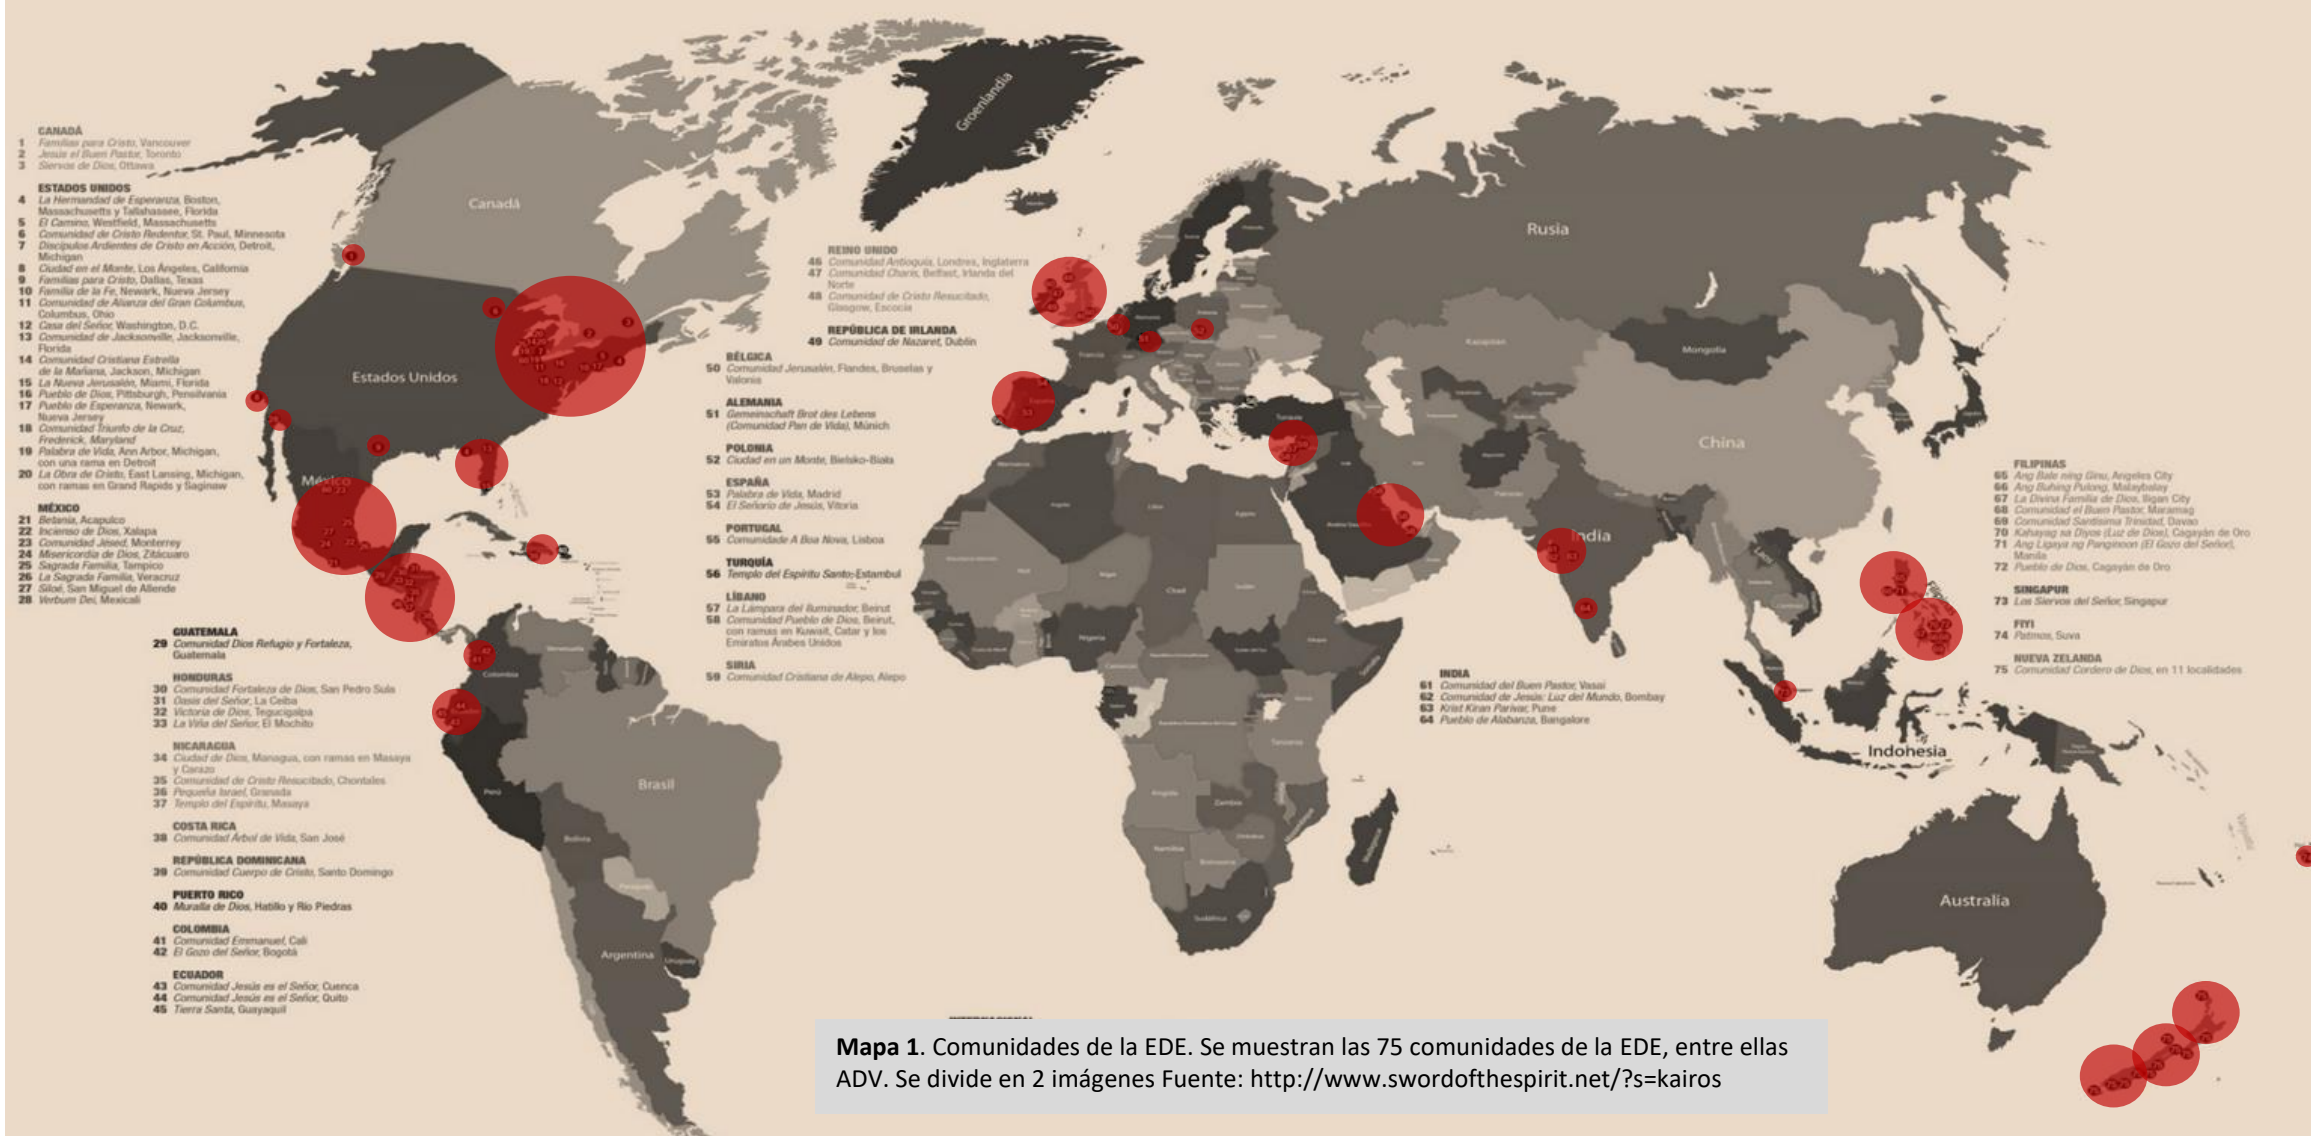 CANADÁ
1 Familias para Cristo, Vancouver
2 Jesús el Buen Pastor, Toronto
3 Siervos de Dios, Ottawa
ESTADOS UNIDOS
4 La Hermandad de Esperanza, Boston,
Massachusetts y Tallahassee, Florida
5 El Camino, Westfield, Massachusetts
6 Comunidad de Cristo Redentor, St. Paul, Minnesota
7 Discípulos Ardientes de Cristo en Acción, Detroit,
Michigan
8 Ciudad en el Monte, Los Ángeles, California
9 Familias para Cristo, Dallas, Texas
10 Familia de la Fe, Newark, Nueva Jersey
11 Comunidad de Alianza del Gran Columbus,
Columbus, Ohio
12 Casa del Señor, Washington, D.C.
13 Comunidad de Jacksonville, Jacksonville,
Florida
14 Comunidad Cristiana Estrella
de la Mañana, Jackson, Michigan
15 La Nueva Jerusalén, Miami, Florida
16 Pueblo de Dios, Pittsburgh, Pensilvania
17 Pueblo de Esperanza, Newark,
Nueva Jersey
18 Comunidad Triunfo de la Cruz,
Frederick, Maryland
19 Palabra de Vida, Ann Arbor, Michigan,
con una rama en Detroit
20 La Obra de Cristo, East Lansing, Michigan,
con ramas en Grand Rapids y Saginaw
MÉXICO
21 Betania, Acapulco
22 Incienso de Dios, Xalapa
23 Comunidad Jésed, Monterrey
24 Misericordia de Dios, Zitácuaro
25 Sagrada Familia, Tampico
26 La Sagrada Familia, Veracruz
27 Siloé, San Miguel de Allende
28 Verbum Dei, Mexicali
GUATEMALA
29 Comunidad Dios Refugio y Fortaleza,
Guatemala
HONDURAS
30 Comunidad Fortaleza de Dios, San Pedro Sula
31 Oasis del Señor, La Ceiba
32 Victoria de Dios, Tegucigalpa
33 La Viña del Señor, El Mochito
NICARAGUA
34 Ciudad de Dios, Managua, con ramas en Masaya
y Carazo
35 Comunidad de Cristo Resucitado, Chontales
36 Pequeña Israel, Granada
37 Templo del Espíritu, Masaya
COSTA RICA
38 Comunidad Árbol de Vida, San José
REPÚBLICA DOMINICANA
39 Comunidad Cuerpo de Cristo, Santo Domingo
PUERTO RICO
40 Muralla de Dios, Hatillo y Río Piedras
COLOMBIA
41 Comunidad Emmanuel, Cali
42 El Gozo del Señor, Bogotá
ECUADOR
43 Comunidad Jesús es el Señor, Cuenca
44 Comunidad Jesús es el Señor, Quito
45 Tierra Santa, Guayaquil
REINO UNIDO
46 Comunidad Antioquía, Londres, Inglaterra
47 Comunidad Charis, Belfast, Irlanda del
Norte
48 Comunidad de Cristo Resucitado,
Glasgow, Escocia
REPÚBLICA DE IRLANDA
49 Comunidad de Nazaret, Dublín
BÉLGICA
50 Comunidad Jerusalén, Flandes, Bruselas y
Valonia
ALEMANIA
51 Gemeinschaft Brot des Lebens
(Comunidad Pan de Vida), Múnich
POLONIA
52 Ciudad en un Monte, Bielsko-Biała
ESPAÑA
53 Palabra de Vida, Madrid
54 El Señorío de Jesús, Vitoria
PORTUGAL
55 Comunidade A Boa Nova, Lisboa
TURQUÍA
56 Templo del Espíritu Santo, Estambul
LÍBANO
57 La Lámpara del Iluminador, Beirut
58 Comunidad Pueblo de Dios, Beirut,
con ramas en Kuwait, Catar y los
Emiratos Árabes Unidos
SIRIA
59 Comunidad Cristiana de Alepo, Alepo
INDIA
61 Comunidad del Buen Pastor, Vasai
62 Comunidad de Jesús: Luz del Mundo, Bombay
63 Krist Kiran Parivar, Pune
64 Pueblo de Alabanza, Bangalore
FILIPINAS
65 Ang Bale ning Ginu, Angeles City
66 Ang Buhing Pulong, Malaybalay
67 La Divina Familia de Dios, Iligan City
68 Comunidad el Buen Pastor, Maramag
69 Comunidad Santísima Trinidad, Davao
70 Kahayag sa Diyos (Luz de Dios), Cagayán de Oro
71 Ang Ligaya ng Panginoon (El Gozo del Señor),
Manila
72 Pueblo de Dios, Cagayán de Oro
SINGAPUR
73 Los Siervos del Señor, Singapur
FIYI
74 Patmos, Suva
NUEVA ZELANDA
75 Comunidad Cordero de Dios, en 11 localidades
Groenlandia
Canadá
Estados Unidos
México
Colombia
Venezuela
Perú
Brasil
Bolivia
Paraguay
Argentina
Uruguay
Rusia
Kazajstán
Mongolia
China
India
Turquía
Francia
Chad
Nigeria
Angola
Zambia
Namibia
Botswana
Sudáfrica
Tanzania
Indonesia
Australia
Mapa 1. Comunidades de la EDE. Se muestran las 75 comunidades de la EDE, entre ellas
ADV. Se divide en 2 imágenes Fuente: http://www.swordofthespirit.net/?s=kairos